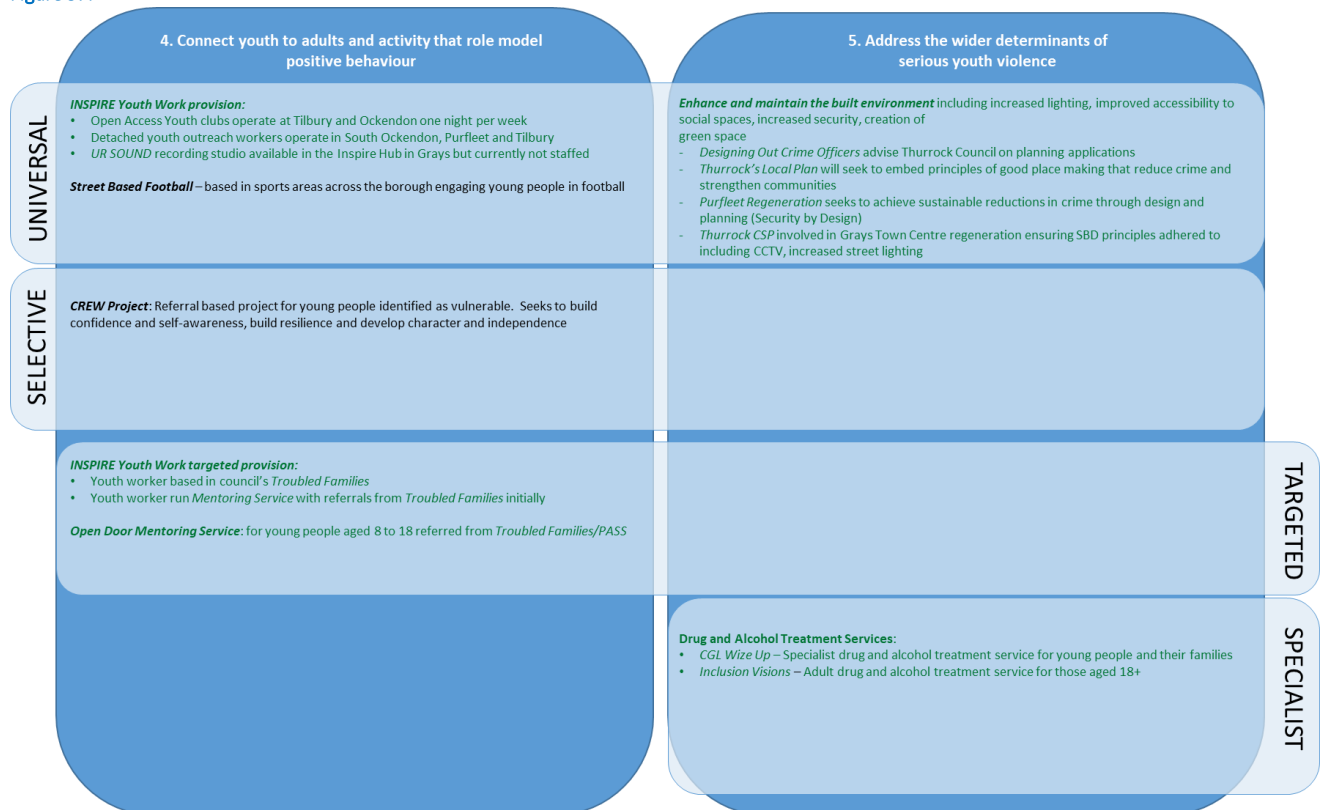 4. Connect youth to adults and activity that role model
positive behaviour
5. Address the wider determinants of
serious youth violence
UNIVERSAL
INSPIRE Youth Work provision:
• Open Access Youth clubs operate at Tilbury and Ockendon one night per week
• Detached youth outreach workers operate in South Ockendon, Purfleet and Tilbury
• UR SOUND recording studio available in the Inspire Hub in Grays but currently not staffed
Street Based Football – based in sports areas across the borough engaging young people in football
Enhance and maintain the built environment including increased lighting, improved accessibility to
social spaces, increased security, creation of
green space
- Designing Out Crime Officers advise Thurrock Council on planning applications
- Thurrock's Local Plan will seek to embed principles of good place making that reduce crime and
strengthen communities
- Purfleet Regeneration seeks to achieve sustainable reductions in crime through design and
planning (Security by Design)
- Thurrock CSP involved in Grays Town Centre regeneration ensuring SBD principles adhered to
including CCTV, increased street lighting
SELECTIVE
CREW Project: Referral based project for young people identified as vulnerable. Seeks to build
confidence and self-awareness, build resilience and develop character and independence
INSPIRE Youth Work targeted provision:
• Youth worker based in council's Troubled Families
• Youth worker run Mentoring Service with referrals from Troubled Families initially
Open Door Mentoring Service: for young people aged 8 to 18 referred from Troubled Families/PASS
TARGETED
Drug and Alcohol Treatment Services:
• CGL Wize Up – Specialist drug and alcohol treatment service for young people and their families
• Inclusion Visions – Adult drug and alcohol treatment service for those aged 18+
SPECIALIST